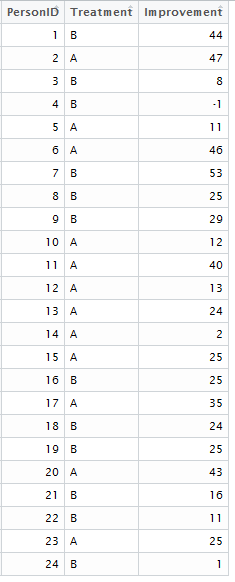 PersonID Treatment Improvement
1 B 44
2 A 47
3 B 8
4 B -1
5 A 11
6 A 46
7 B 53
8 B 25
9 B 29
10 A 12
11 A 40
12 A 13
13 A 24
14 A 2
15 A 25
16 B 25
17 A 35
18 B 24
19 B 25
20 A 43
21 B 16
22 B 11
23 A 25
24 B 1